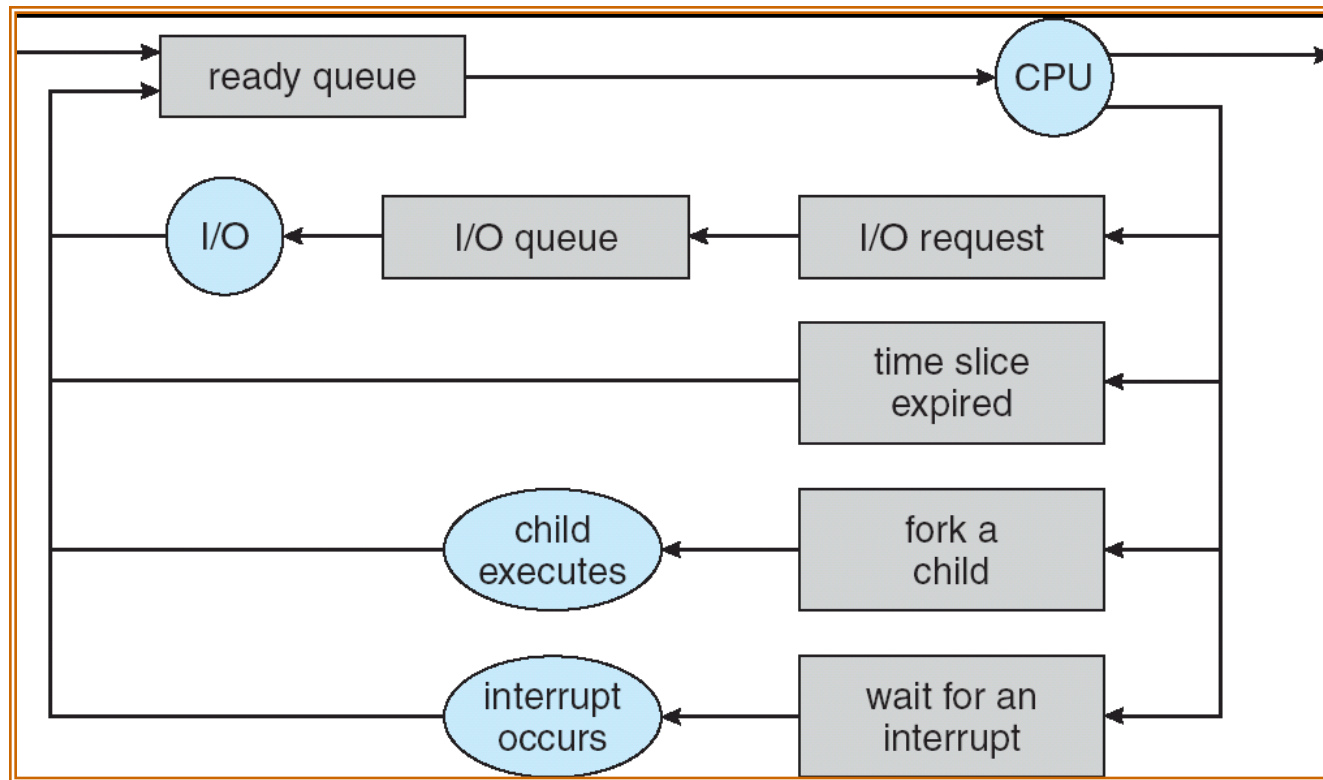 ready queue
CPU
I/O
I/O queue
I/O request
time slice
expired
child
executes
fork a
child
interrupt
occurs
wait for an
interrupt